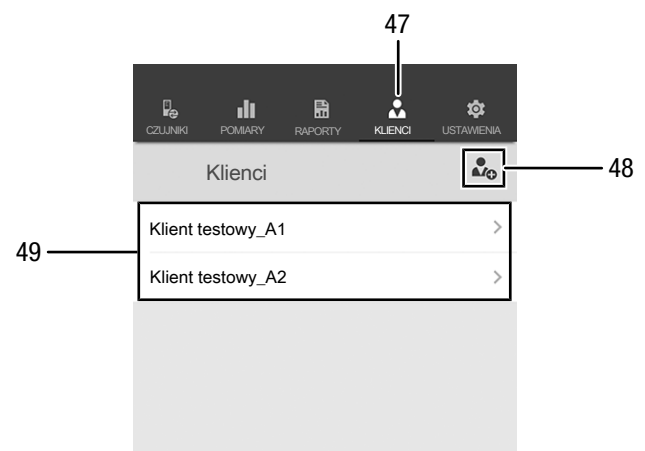 47
CZUJNIKI POMIARY RAPORTY KLIENCI USTAWIENIA
Klienci
48
Klient testowy_A1
49
Klient testowy_A2